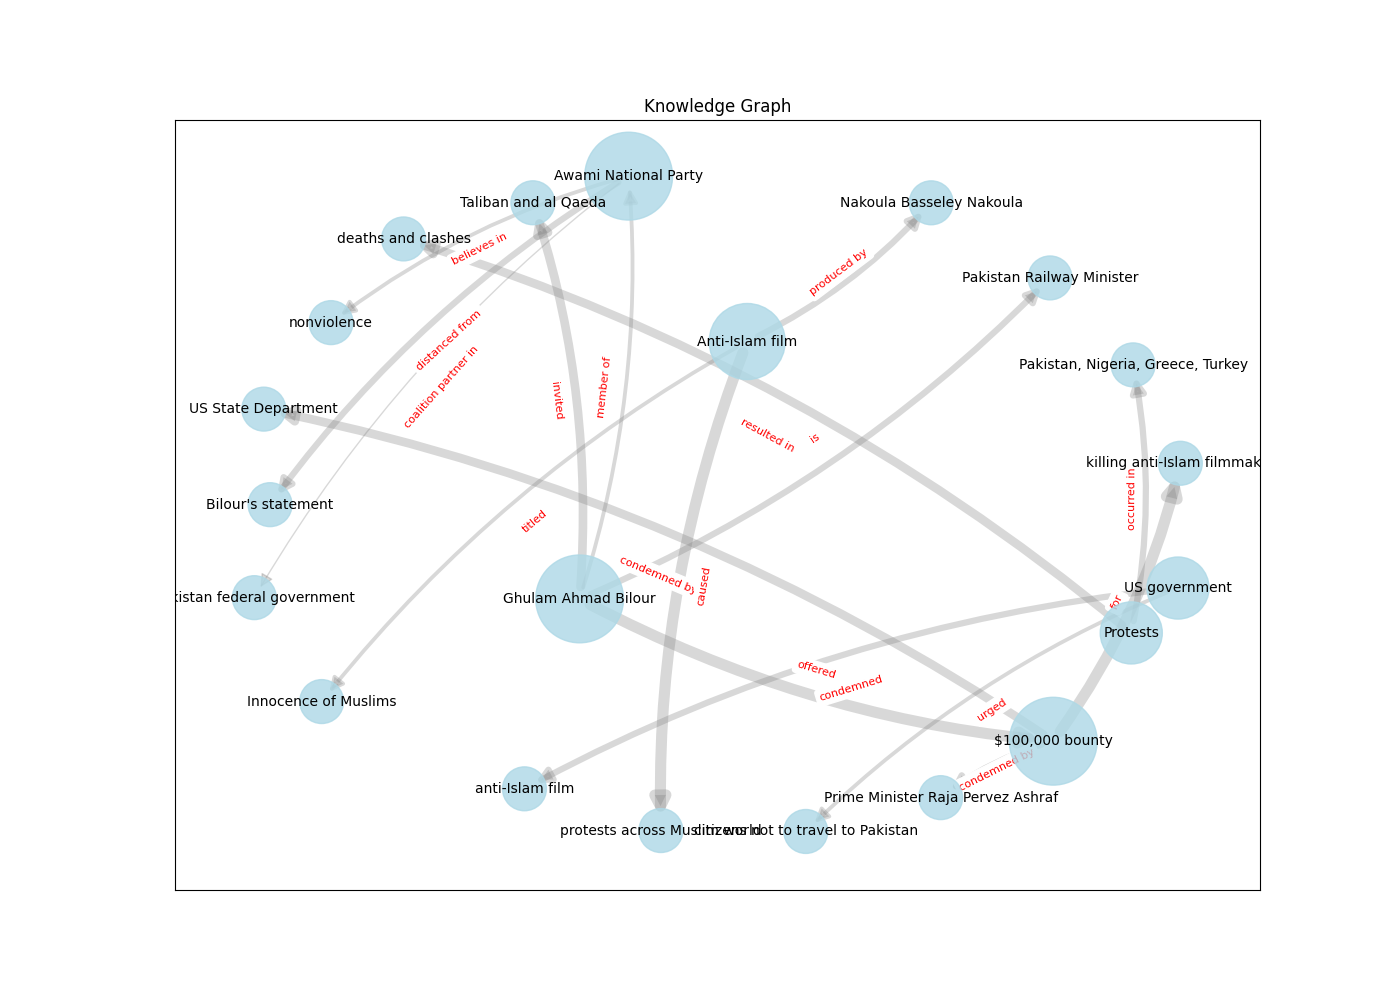 Knowledge Graph
Awami National Party
Taliban and al Qaeda
Nakoula Basseley Nakoula
deaths and clashes
believes in
produced by
Pakistan Railway Minister
nonviolence
distanced from
Anti-Islam film
coalition partner in
Pakistan, Nigeria, Greece, Turkey
invited
member of
US State Department
resulted in
is
killing anti-Islam filmmak
occurred in
Bilour's statement
titled
condemned by
caused
kistan federal government
Ghulam Ahmad Bilour
US government
for
Protests
offered
condemned
Innocence of Muslims
urged
$100,000 bounty
condemned by
anti-Islam film
Prime Minister Raja Pervez Ashraf
protests across Muslim world
citizens not to travel to Pakistan